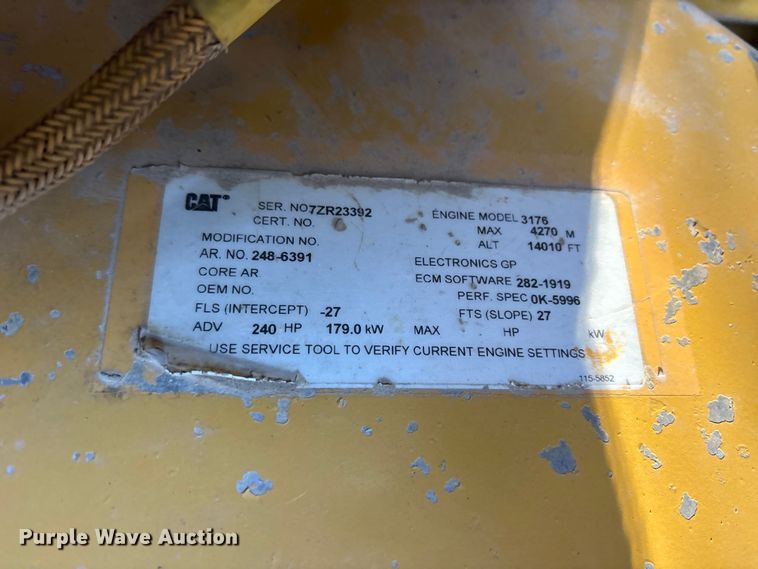 CAT®
SER. NO 7ZR23392
ENGINE MODEL 3176
CERT. NO.
MAX 4270 M
MODIFICATION NO.
ALT 14010 FT
AR. NO. 248-6391
ELECTRONICS GP
CORE AR
ECM SOFTWARE 282-1919
OEM NO.
PERF. SPEC 0K-5996
FLS (INTERCEPT) -27
FTS (SLOPE) 27
ADV 240 HP 179.0 kW MAX HP kW
USE SERVICE TOOL TO VERIFY CURRENT ENGINE SETTINGS
115-5852
Purple Wave Auction